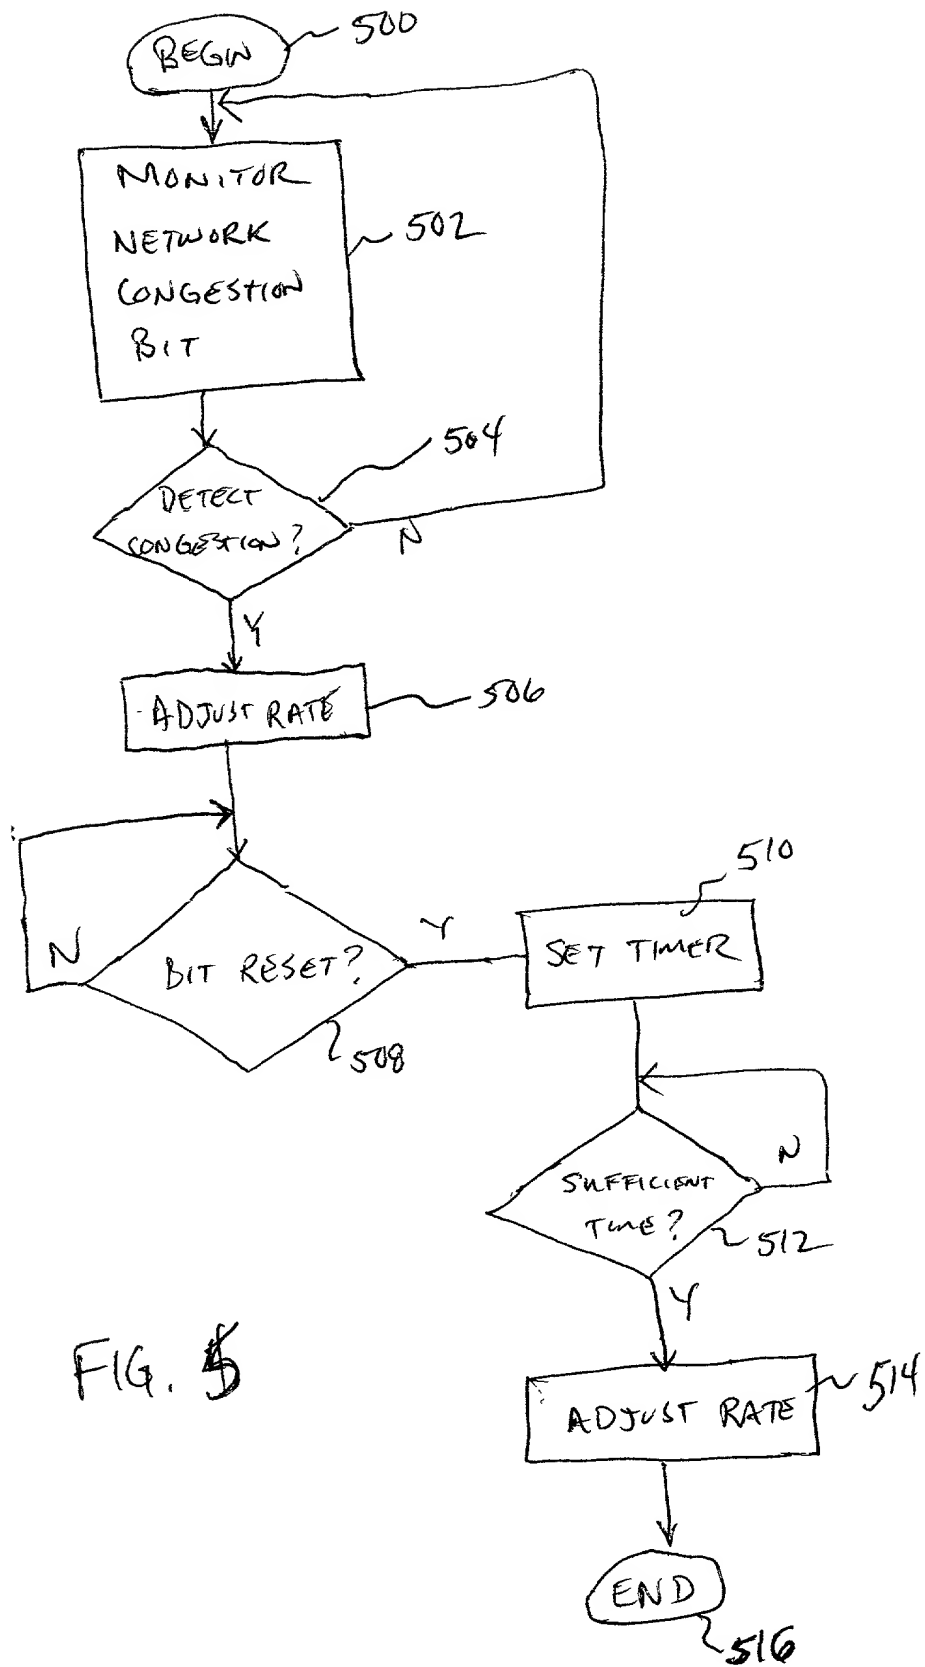 BEGIN
500
MONITOR
NETWORK
CONGESTION
BIT
502
DETECT
CONGESTION?
504
N
Y
ADJUST RATE
506
N
BIT RESET?
508
Y
SET TIMER
510
SUFFICIENT
TIME?
512
N
Y
ADJUST RATE
514
END
516
FIG. 5